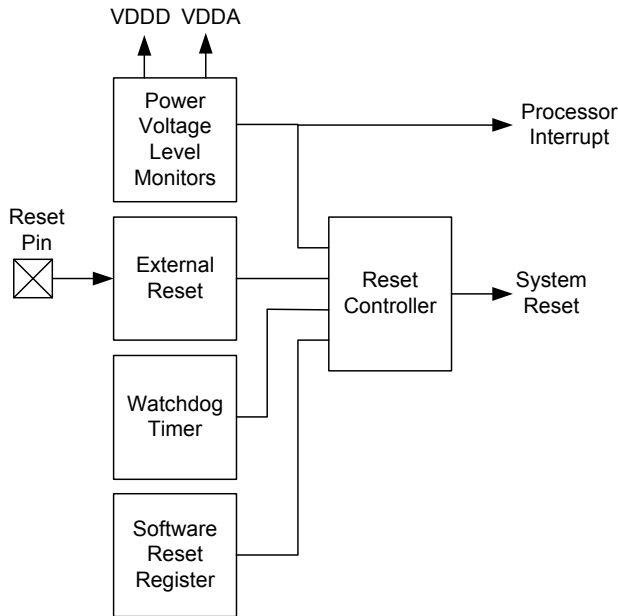 VDDD VDDA
Power
Voltage
Level
Monitors
Processor
Interrupt
Reset
Pin
External
Reset
Reset
Controller
System
Reset
Watchdog
Timer
Software
Reset
Register